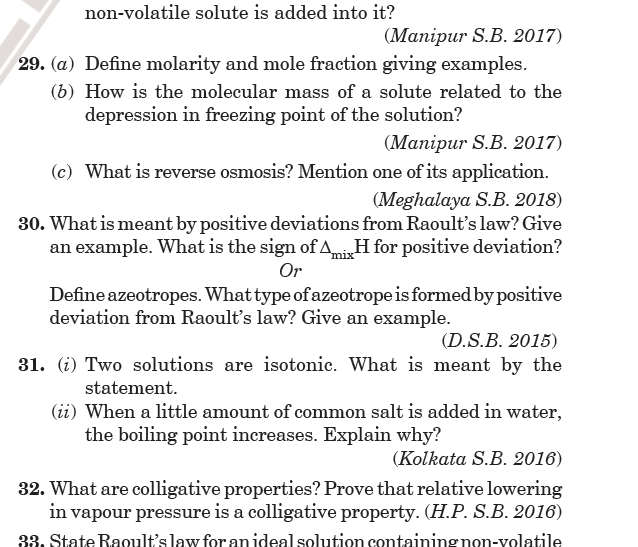 non-volatile solute is added into it?
(Manipur S.B. 2017)
29. (a) Define molarity and mole fraction giving examples.
(b) How is the molecular mass of a solute related to the
depression in freezing point of the solution?
(Manipur S.B. 2017)
(c) What is reverse osmosis? Mention one of its application.
(Meghalaya S.B. 2018)
30. What is meant by positive deviations from Raoult's law? Give
an example. What is the sign of ΔmixH for positive deviation?
Or
Define azeotropes. What type of azeotrope is formed by positive
deviation from Raoult's law? Give an example.
(D.S.B. 2015)
31. (i) Two solutions are isotonic. What is meant by the
statement.
(ii) When a little amount of common salt is added in water,
the boiling point increases. Explain why?
(Kolkata S.B. 2016)
32. What are colligative properties? Prove that relative lowering
in vapour pressure is a colligative property. (H.P. S.B. 2016)
33. State Raoult's law for an ideal solution containing non-volatile